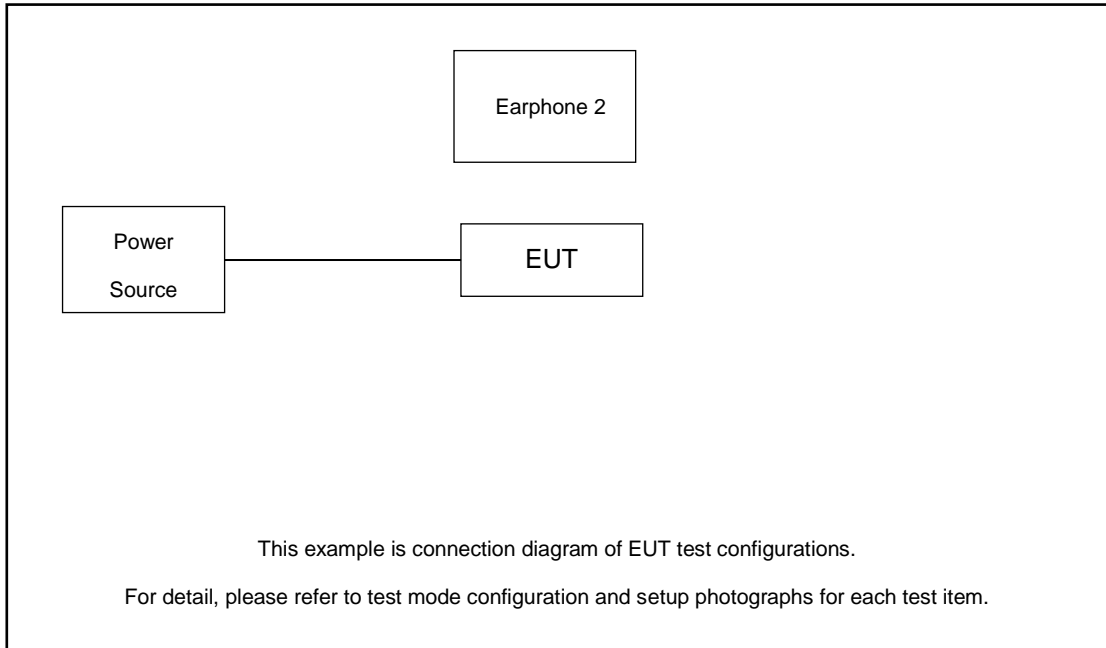 Earphone 2
Power
Source
EUT
This example is connection diagram of EUT test configurations.
For detail, please refer to test mode configuration and setup photographs for each test item.